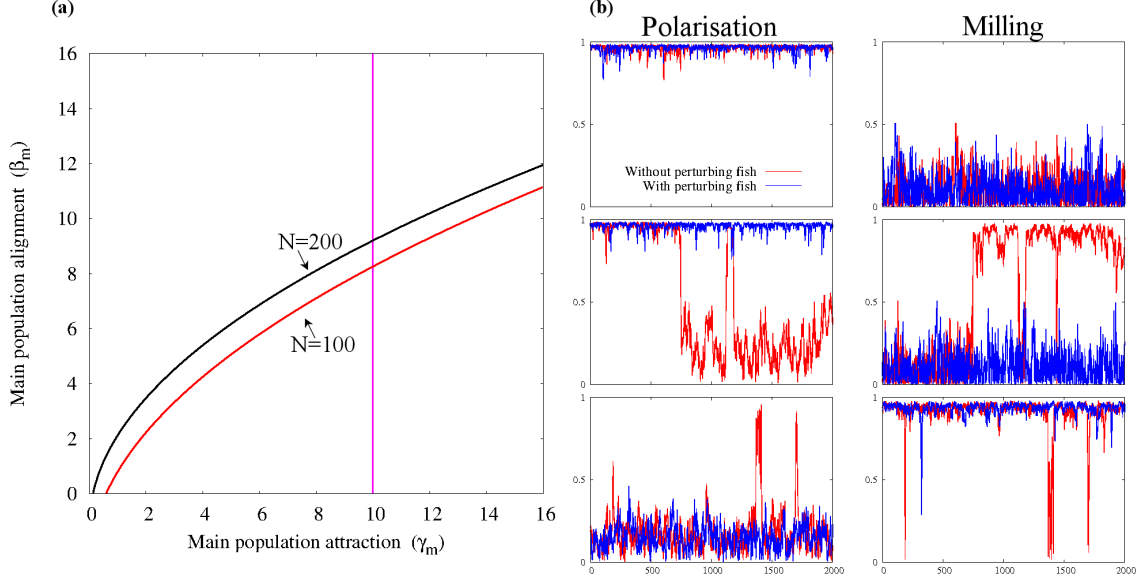 (a)
16
14
12
10
8
6
4
2
0
0 2 4 6 8 10 12 14 16
Main population alignment (βm)
Main population attraction (γm)
N=200
N=100
(b)
Polarisation
Milling
1
0.5
0
Without perturbing fish
With perturbing fish
1
0.5
0
1
0.5
0
1
0.5
0
0 500 1000 1500 2000
1
0.5
0
1
0.5
0
0 500 1000 1500 2000